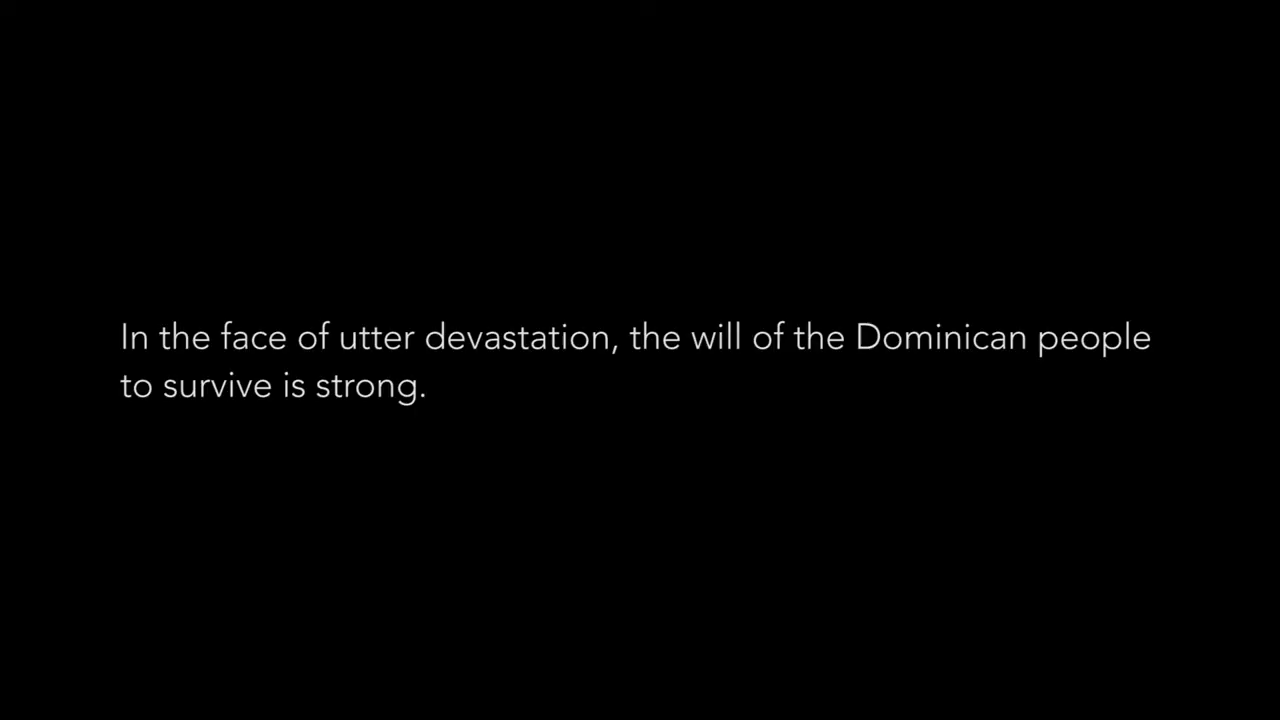 In the face of utter devastation, the will of the Dominican people
to survive is strong.